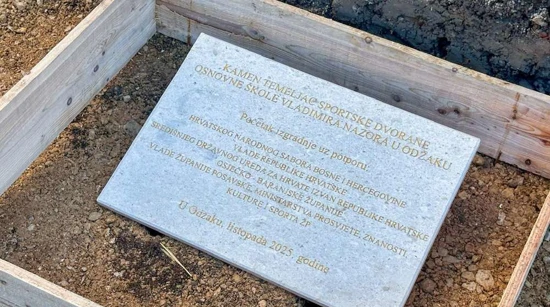 KAMEN TEMELJAC SPORTSKE DVORANE
OSNOVNE ŠKOLE VLADIMIRA NAZORA U ODŽAKU
Početak izgradnje uz potporu:
HRVATSKOG NARODNOG SABORA BOSNE I HERCEGOVINE
VLADE REPUBLIKE HRVATSKE
SREDIŠNJEG DRŽAVNOG UREDA ZA HRVATE IZVAN REPUBLIKE HRVATSKE
OSJEČKO - BARANJSKE ŽUPANIJE
VLADE ŽUPANIJE POSAVSKE, MINISTARSTVA PROSVJETE, ZNANOSTI,
KULTURE I ŠPORTA ŽP
U Odžaku, listopada 2025. godine